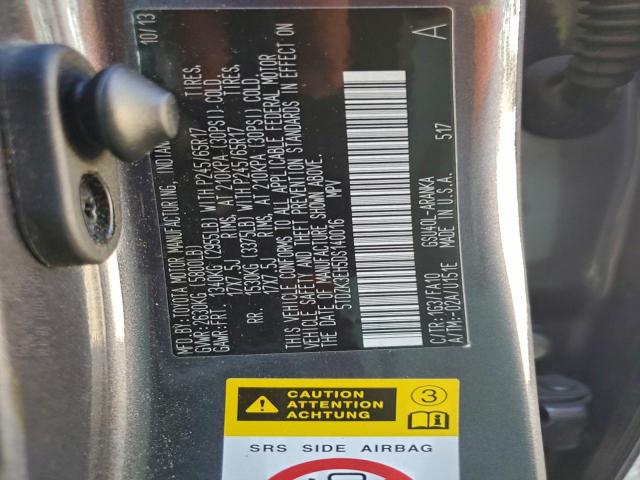 MFD.BY:TOYOTA MOTOR MANUFACTURING, INDIANA 10/13
GVWR:2630KG (5800LB)
GAWR:FRT 1340KG (2955LB) WITH P245/65R17 TIRES,
17X7.5J RIMS, AT 210KPA (30PSI) COLD.
RR. 1530KG (3375LB) WITH P245/65R17 TIRES,
17X7.5J RIMS, AT 210KPA (30PSI) COLD.
THIS VEHICLE CONFORMS TO ALL APPLICABLE FEDERAL MOTOR
VEHICLE SAFETY AND THEFT PREVENTION STANDARDS IN EFFECT ON
THE DATE OF MANUFACTURE SHOWN ABOVE.
MPV
C/TR:1G3/FA10 GSU40L-ARANKA A
A/TM:-02A/U151E MADE IN U.S.A. 517
CAUTION
ATTENTION
ACHTUNG
3
i
SRS SIDE AIRBAG